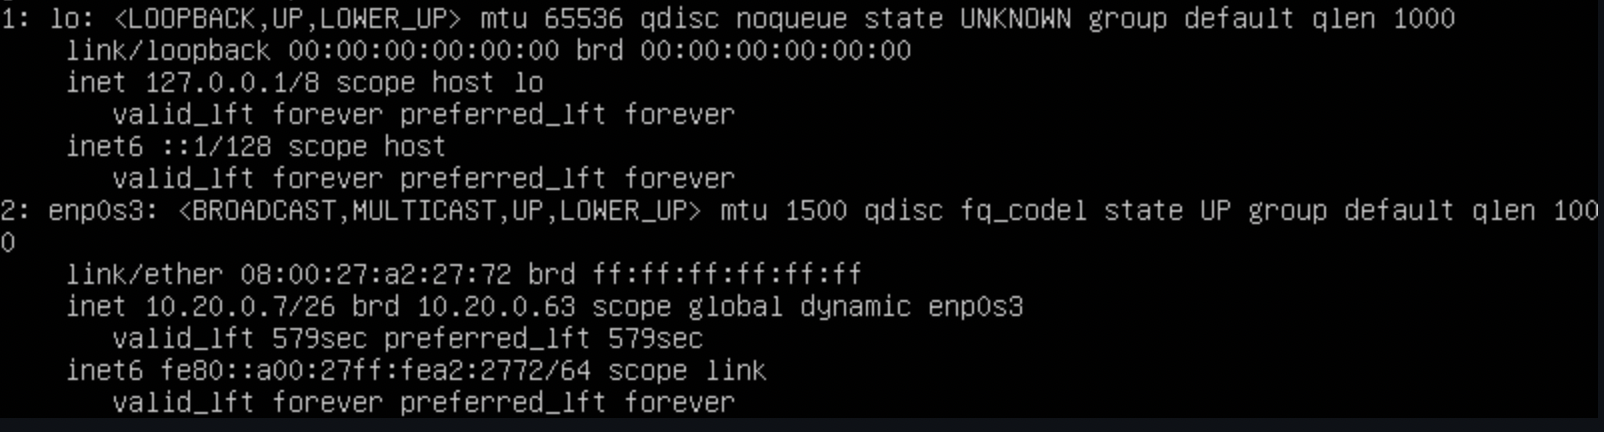 1: lo: <LOOPBACK,UP,LOWER_UP> mtu 65536 qdisc noqueue state UNKNOWN group default qlen 1000
link/loopback 00:00:00:00:00:00 brd 00:00:00:00:00:00
inet 127.0.0.1/8 scope host lo
valid_lft forever preferred_lft forever
inet6 ::1/128 scope host
valid_lft forever preferred_lft forever
2: enp0s3: <BROADCAST,MULTICAST,UP,LOWER_UP> mtu 1500 qdisc fq_codel state UP group default qlen 100
0
link/ether 08:00:27:a2:27:72 brd ff:ff:ff:ff:ff:ff
inet 10.20.0.7/26 brd 10.20.0.63 scope global dynamic enp0s3
valid_lft 579sec preferred_lft 579sec
inet6 fe80::a00:27ff:fea2:2772/64 scope link
valid_lft forever preferred_lft forever